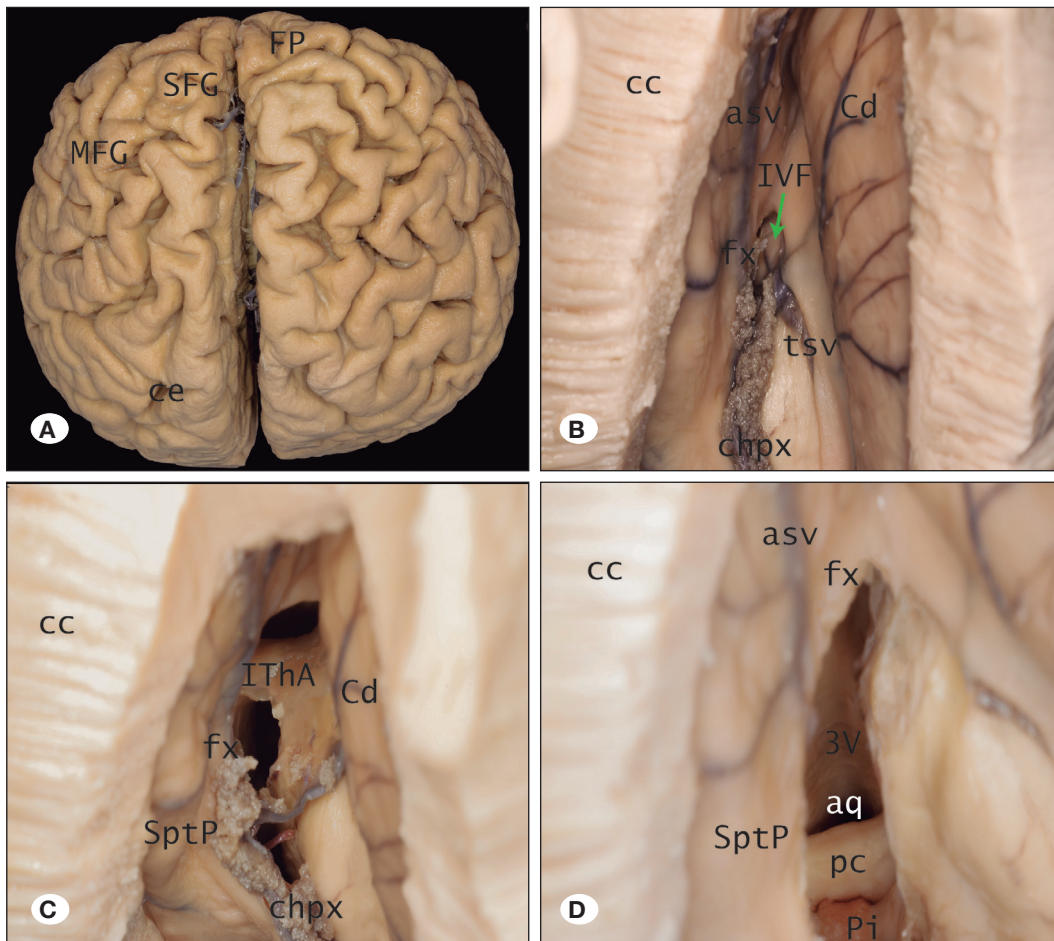 FP
SFG
MFG
ce
A
cc
asv
Cd
IVF
fx
tsv
chpx
B
cc
IThA
Cd
fx
SptP
chpx
C
asv
cc
fx
3V
aq
SptP
pc
Pi
D